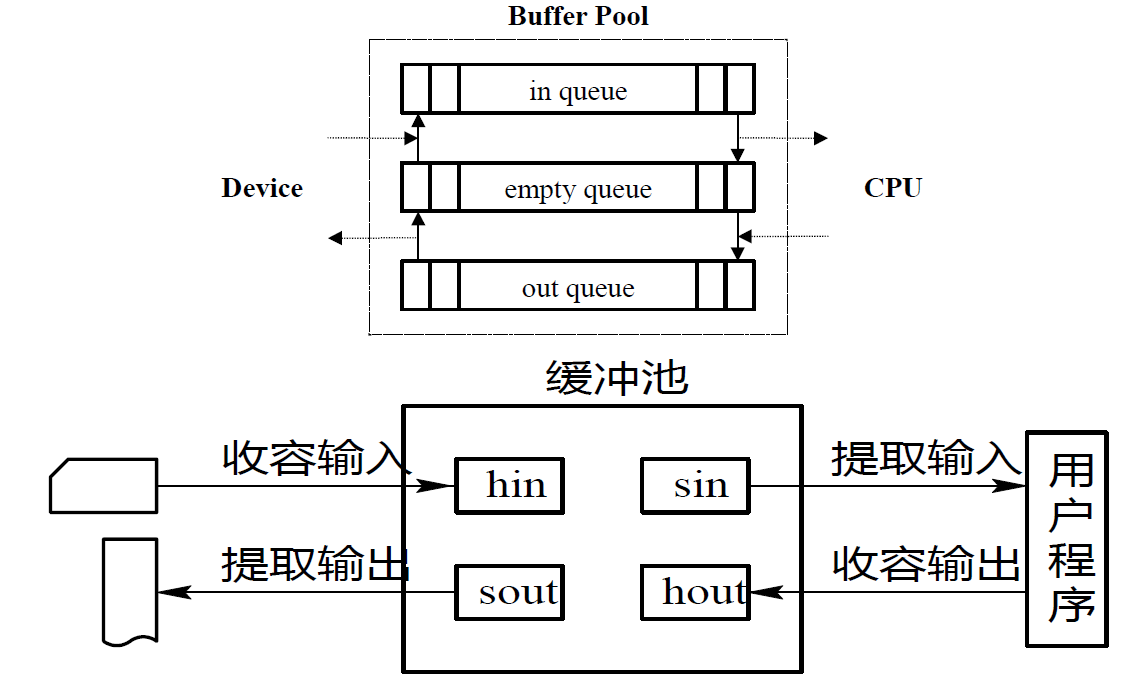 Buffer Pool
in queue
Device
empty queue
CPU
out queue
缓冲池
收容输入
hin
sin
提取输入
提取输出
sout
hout
收容输出
用户程序